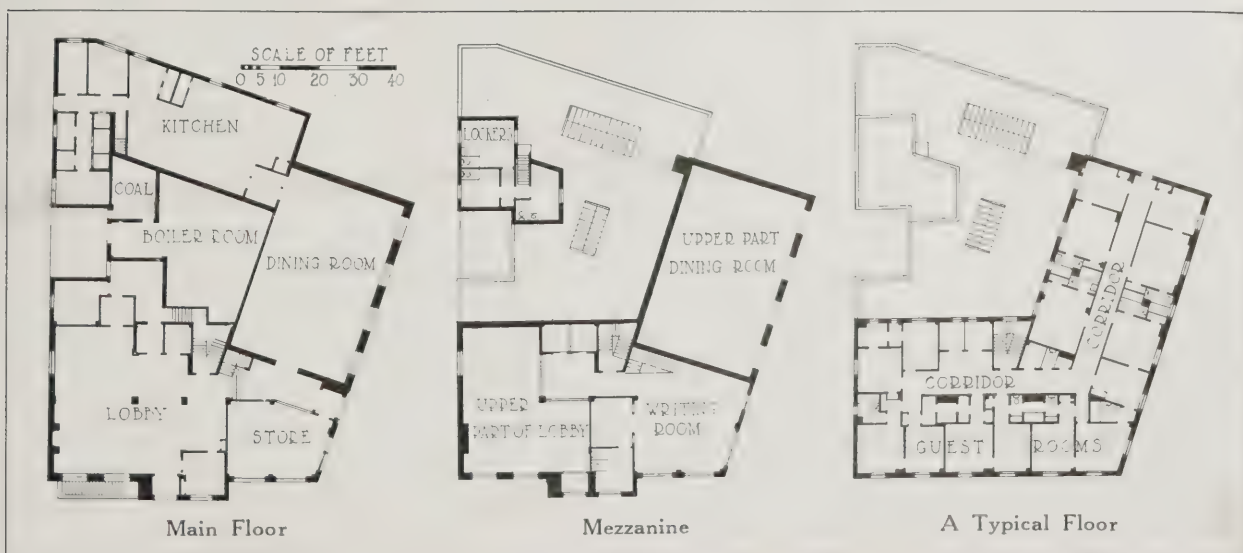 SCALE OF FEET
0 5 10 20 30 40
KITCHEN
COAL
BOILER ROOM
DINING ROOM
LOBBY
STORE
Main Floor
LOCKERS
UPPER PART
DINING ROOM
UPPER
PART OF LOBBY
WRITING
ROOM
Mezzanine
CORRIDOR
CORRIDOR
GUEST ROOMS
A Typical Floor